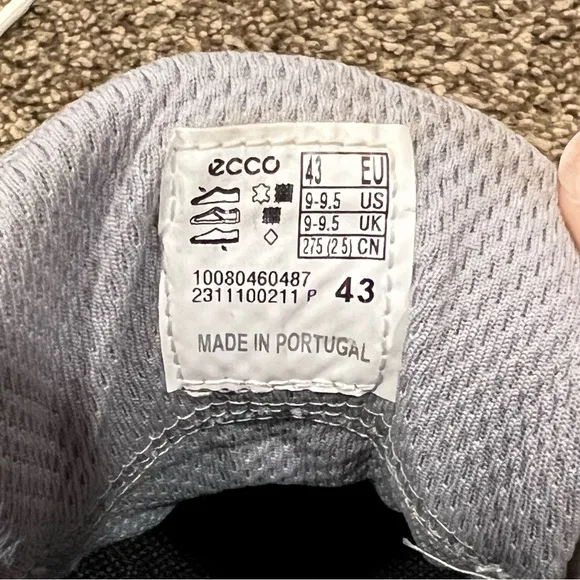 ecco
43 EU
9-9.5 US
9-9.5 UK
275 (2 5) CN
10080460487
2311100211 P 43
MADE IN PORTUGAL